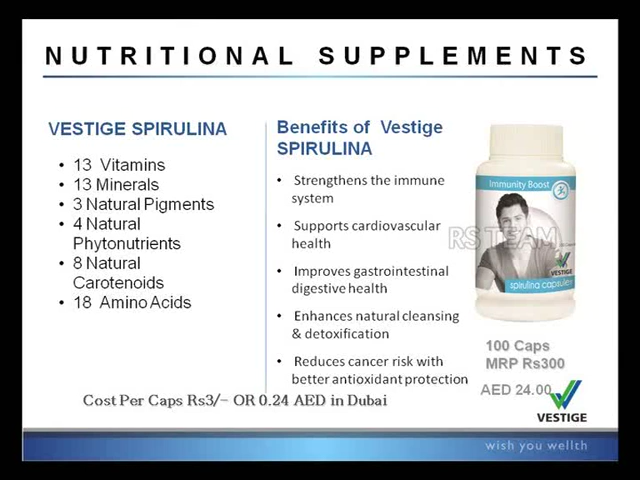 NUTRITIONAL SUPPLEMENTS
VESTIGE SPIRULINA
• 13 Vitamins
• 13 Minerals
• 3 Natural Pigments
• 4 Natural
Phytonutrients
• 8 Natural
Carotenoids
• 18 Amino Acids
Benefits of Vestige
SPIRULINA
• Strengthens the immune
system
• Supports cardiovascular
health
• Improves gastrointestinal
digestive health
• Enhances natural cleansing
& detoxification
• Reduces cancer risk with
better antioxidant protection
Immunity Boost
RS TEAM
VESTIGE
spirulina capsules
100 Caps
MRP Rs300
AED 24.00
Cost Per Caps Rs3/- OR 0.24 AED in Dubai
VESTIGE
wish you wellth